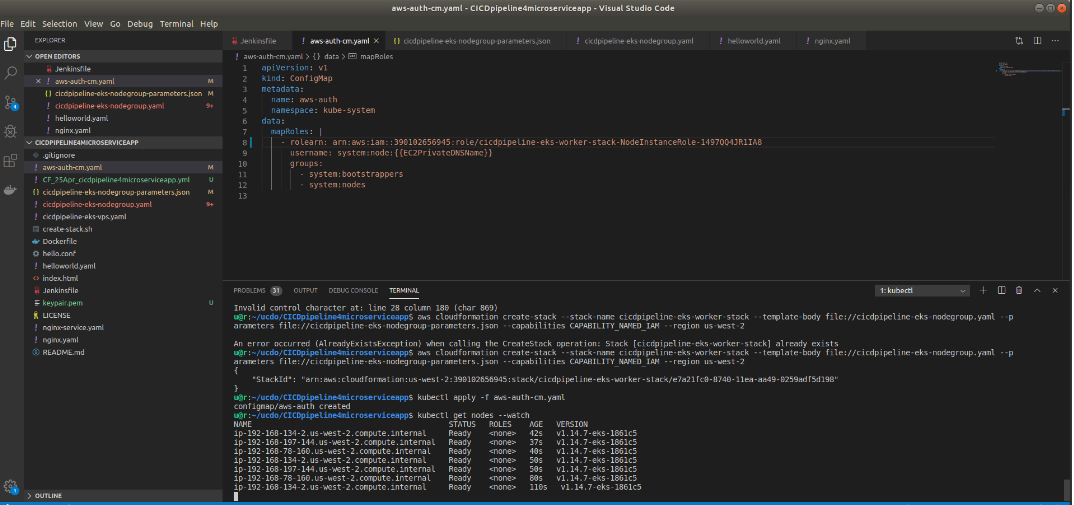 aws-auth-cm.yaml - CICDpipeline4microserviceapp - Visual Studio Code
File Edit Selection View Go Debug Terminal Help
EXPLORER
OPEN EDITORS
Jenkinsfile
aws-auth-cm.yaml M
cicdpipeline-eks-nodegroup-parameters.json M
cicdpipeline-eks-nodegroup.yaml 9+
helloworld.yaml
nginx.yaml
CICDPIPELINE4MICROSERVICEAPP
.gitignore
aws-auth-cm.yaml M
CF_25Apr_cicdpipeline4microserviceapp.yml U
cicdpipeline-eks-nodegroup-parameters.json M
cicdpipeline-eks-nodegroup.yaml 9+
cicdpipeline-eks-vps.yaml
create-stack.sh
Dockerfile
hello.conf
helloworld.yaml
index.html
Jenkinsfile
keypair.pem U
LICENSE
nginx-service.yaml
nginx.yaml
README.md
OUTLINE
4
1
Jenkinsfile aws-auth-cm.yaml cicdpipeline-eks-nodegroup-parameters.json cicdpipeline-eks-nodegroup.yaml helloworld.yaml nginx.yaml
aws-auth-cm.yaml > {} data > mapRoles
1 apiVersion: v1
2 kind: ConfigMap
3 metadata:
4 name: aws-auth
5 namespace: kube-system
6 data:
7 mapRoles: |
8 - rolearn: arn:aws:iam::390102656945:role/cicdpipeline-eks-worker-stack-NodeInstanceRole-1497QQ4JR1IA8
9 username: system:node:{{EC2PrivateDNSName}}
10 groups:
11 - system:bootstrappers
12 - system:nodes
13
PROBLEMS 31 OUTPUT DEBUG CONSOLE TERMINAL 1: kubectl
Invalid control character at: line 28 column 180 (char 869)
u@r:~/ucdo/CICDpipeline4microserviceapp$ aws cloudformation create-stack --stack-name cicdpipeline-eks-worker-stack --template-body file://cicdpipeline-eks-nodegroup.yaml --p
arameters file://cicdpipeline-eks-nodegroup-parameters.json --capabilities CAPABILITY_NAMED_IAM --region us-west-2
An error occurred (AlreadyExistsException) when calling the CreateStack operation: Stack [cicdpipeline-eks-worker-stack] already exists
u@r:~/ucdo/CICDpipeline4microserviceapp$ aws cloudformation create-stack --stack-name cicdpipeline-eks-worker-stack --template-body file://cicdpipeline-eks-nodegroup.yaml --p
arameters file://cicdpipeline-eks-nodegroup-parameters.json --capabilities CAPABILITY_NAMED_IAM --region us-west-2
{
"StackId": "arn:aws:cloudformation:us-west-2:390102656945:stack/cicdpipeline-eks-worker-stack/e7a21fc0-8740-11ea-aa49-0259adf5d198"
}
u@r:~/ucdo/CICDpipeline4microserviceapp$ kubectl apply -f aws-auth-cm.yaml
configmap/aws-auth created
u@r:~/ucdo/CICDpipeline4microserviceapp$ kubectl get nodes --watch
NAME STATUS ROLES AGE VERSION
ip-192-168-134-2.us-west-2.compute.internal Ready <none> 42s v1.14.7-eks-1861c5
ip-192-168-197-144.us-west-2.compute.internal Ready <none> 37s v1.14.7-eks-1861c5
ip-192-168-78-160.us-west-2.compute.internal Ready <none> 40s v1.14.7-eks-1861c5
ip-192-168-134-2.us-west-2.compute.internal Ready <none> 50s v1.14.7-eks-1861c5
ip-192-168-197-144.us-west-2.compute.internal Ready <none> 50s v1.14.7-eks-1861c5
ip-192-168-78-160.us-west-2.compute.internal Ready <none> 80s v1.14.7-eks-1861c5
ip-192-168-134-2.us-west-2.compute.internal Ready <none> 110s v1.14.7-eks-1861c5